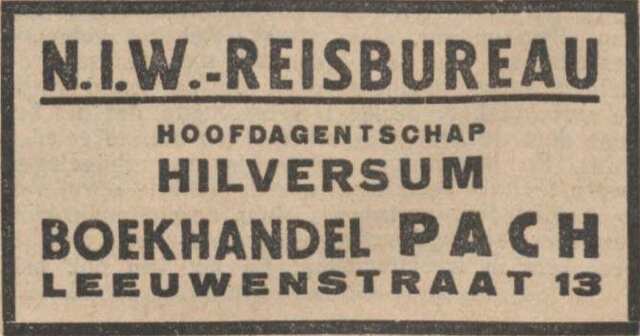 N.I.W.-REISBUREAU
HOOFDAGENTSCHAP
HILVERSUM
BOEKHANDEL PACH
LEEUWENSTRAAT 13